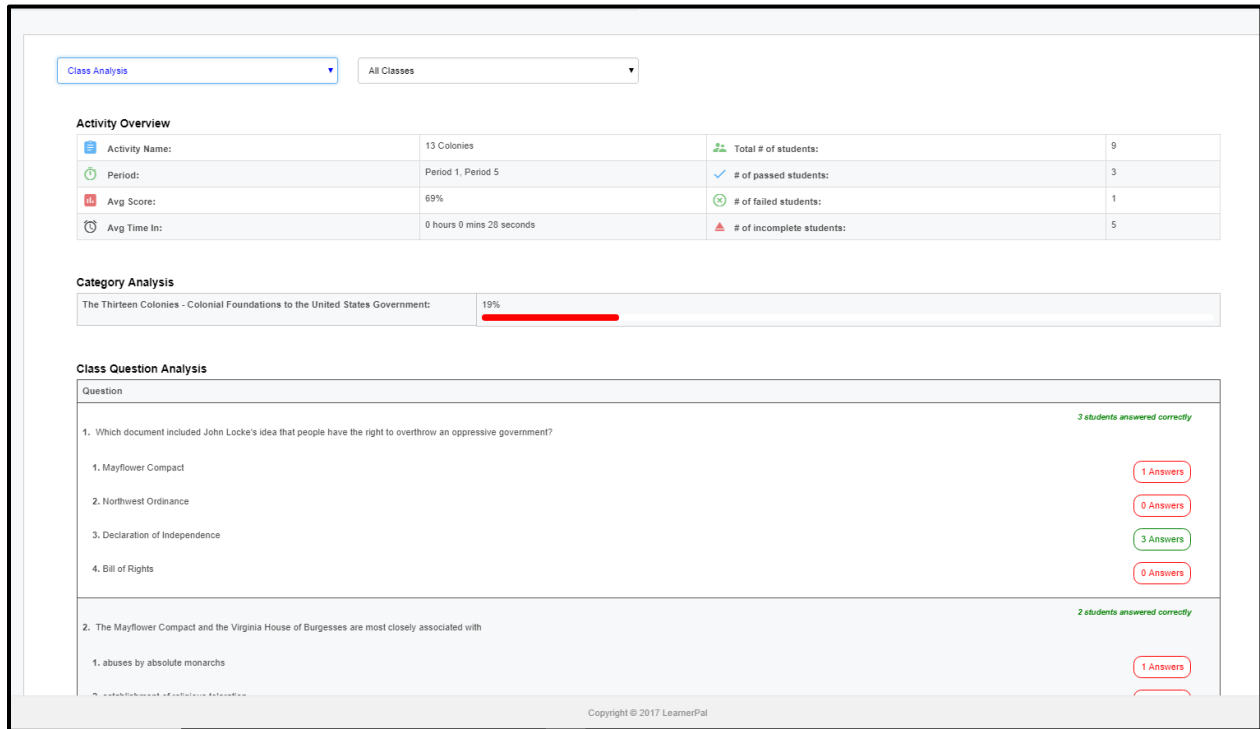 Class Analysis
All Classes
Activity Overview
Activity Name: 13 Colonies Total # of students: 9
Period: Period 1, Period 5 # of passed students: 3
Avg Score: 69% # of failed students: 1
Avg Time In: 0 hours 0 mins 28 seconds # of incomplete students: 5
Category Analysis
The Thirteen Colonies - Colonial Foundations to the United States Government: 19%
Class Question Analysis
Question
3 students answered correctly
1. Which document included John Locke's idea that people have the right to overthrow an oppressive government?
1. Mayflower Compact 1 Answers
2. Northwest Ordinance 0 Answers
3. Declaration of Independence 3 Answers
4. Bill of Rights 0 Answers
2 students answered correctly
2. The Mayflower Compact and the Virginia House of Burgesses are most closely associated with
1. abuses by absolute monarchs 1 Answers
2. establishment of religious toleration
Copyright © 2017 LearnerPal